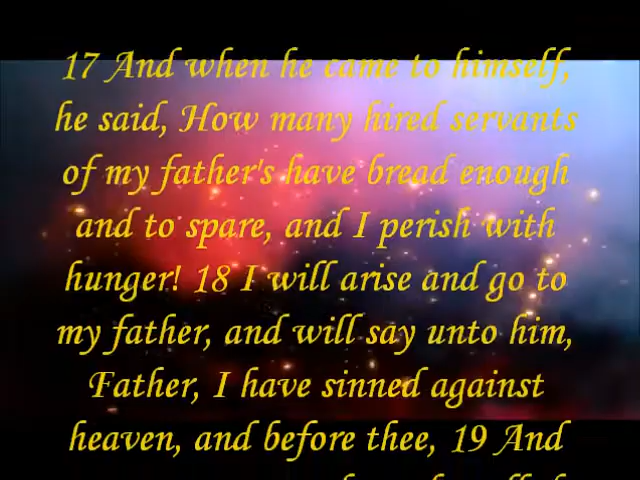 17 And when he came to himself,
he said, How many hired servants
of my father's have bread enough
and to spare, and I perish with
hunger! 18 I will arise and go to
my father, and will say unto him,
Father, I have sinned against
heaven, and before thee, 19 And